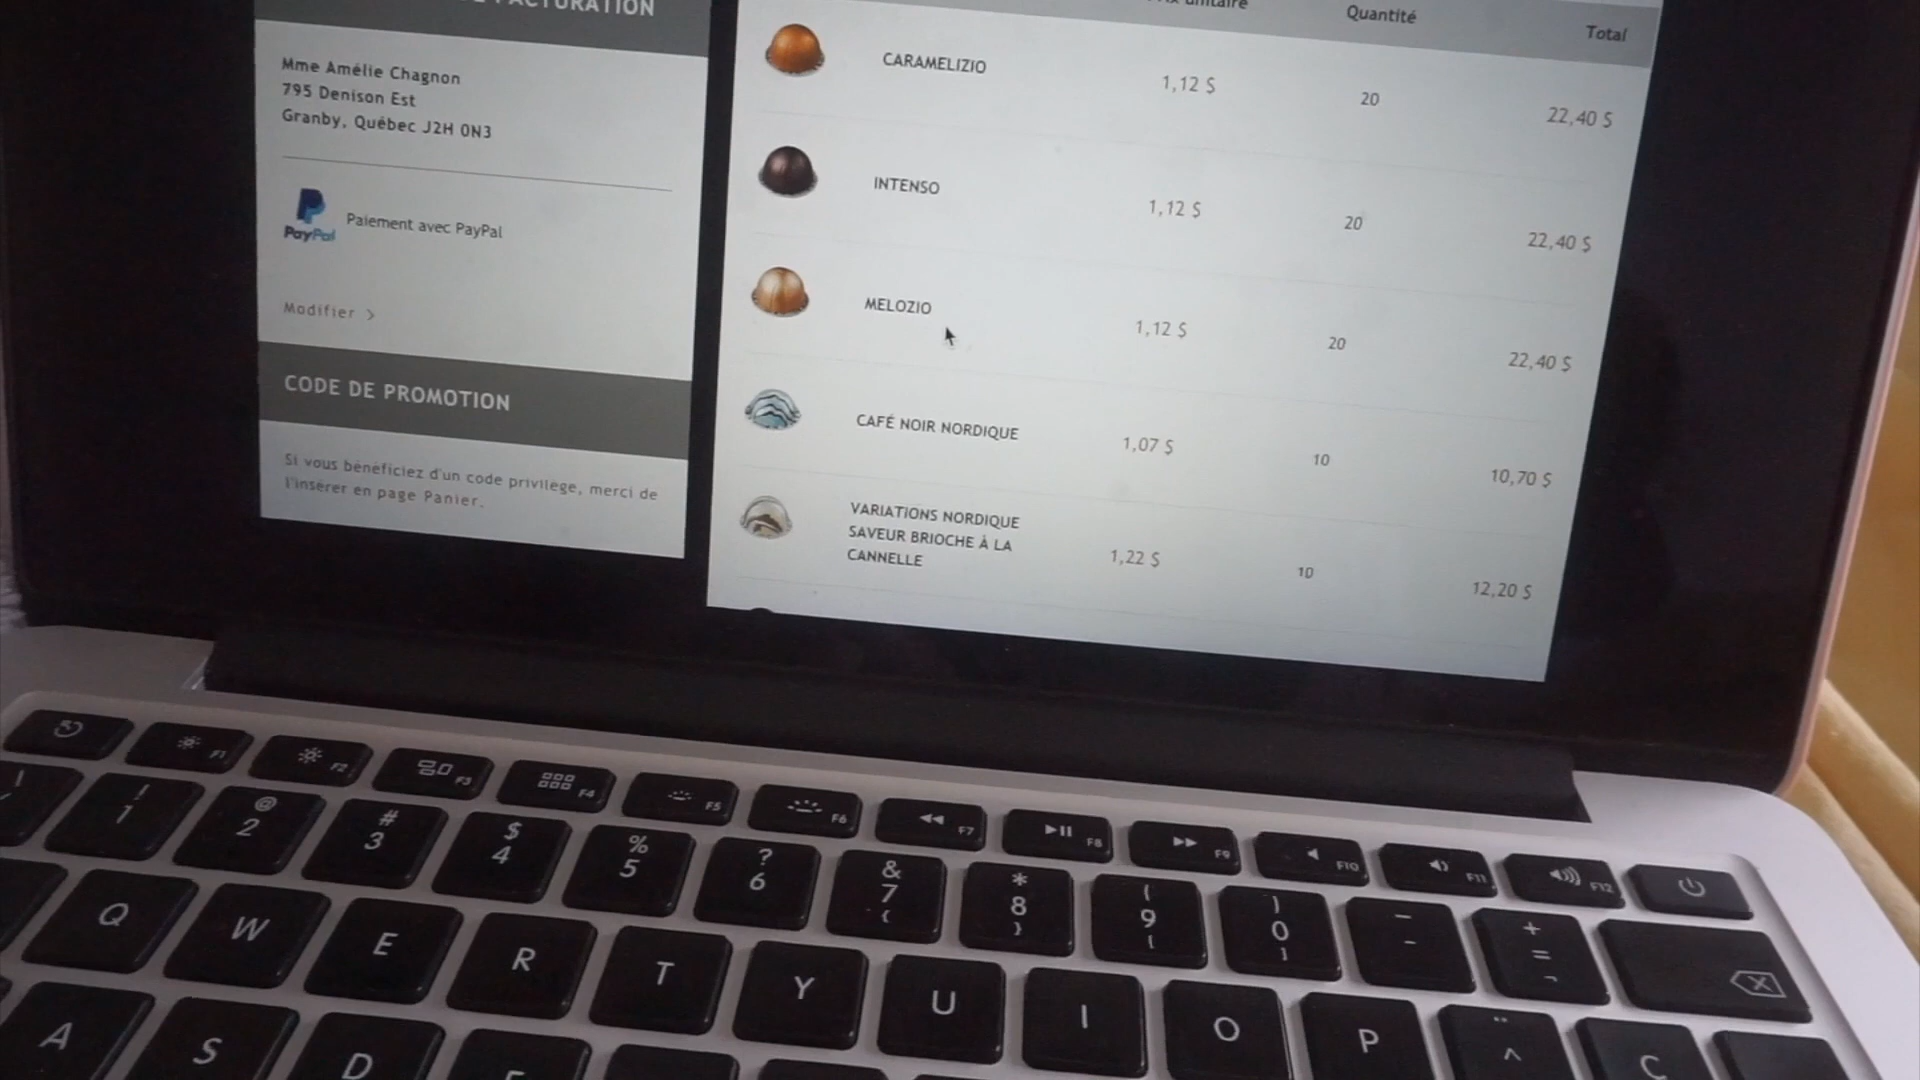 FACTURATION
Mme Amélie Chagnon
795 Denison Est
Granby, Québec J2H 0N3
PayPal
Paiement avec PayPal
Modifier >
CODE DE PROMOTION
Si vous bénéficiez d'un code privilège, merci de
l'insérer en page Panier.
unitaire Quantité Total
CARAMELIZIO 1,12 $ 20 22,40 $
INTENSO 1,12 $ 20 22,40 $
MELOZIO 1,12 $ 20 22,40 $
CAFÉ NOIR NORDIQUE 1,07 $ 10 10,70 $
VARIATIONS NORDIQUE
SAVEUR BRIOCHE À LA
CANNELLE 1,22 $ 10 12,20 $
F1 F2 F3 F4 F5 F6 F7 F8 F9 F10 F11 F12
! @ # $ % ? & * ( ) _ +
1 2 3 4 5 6 7 8 9 0 - =
{ } [ ] ¬
Q W E R T Y U I O P ¨ ^ Ç
A S D